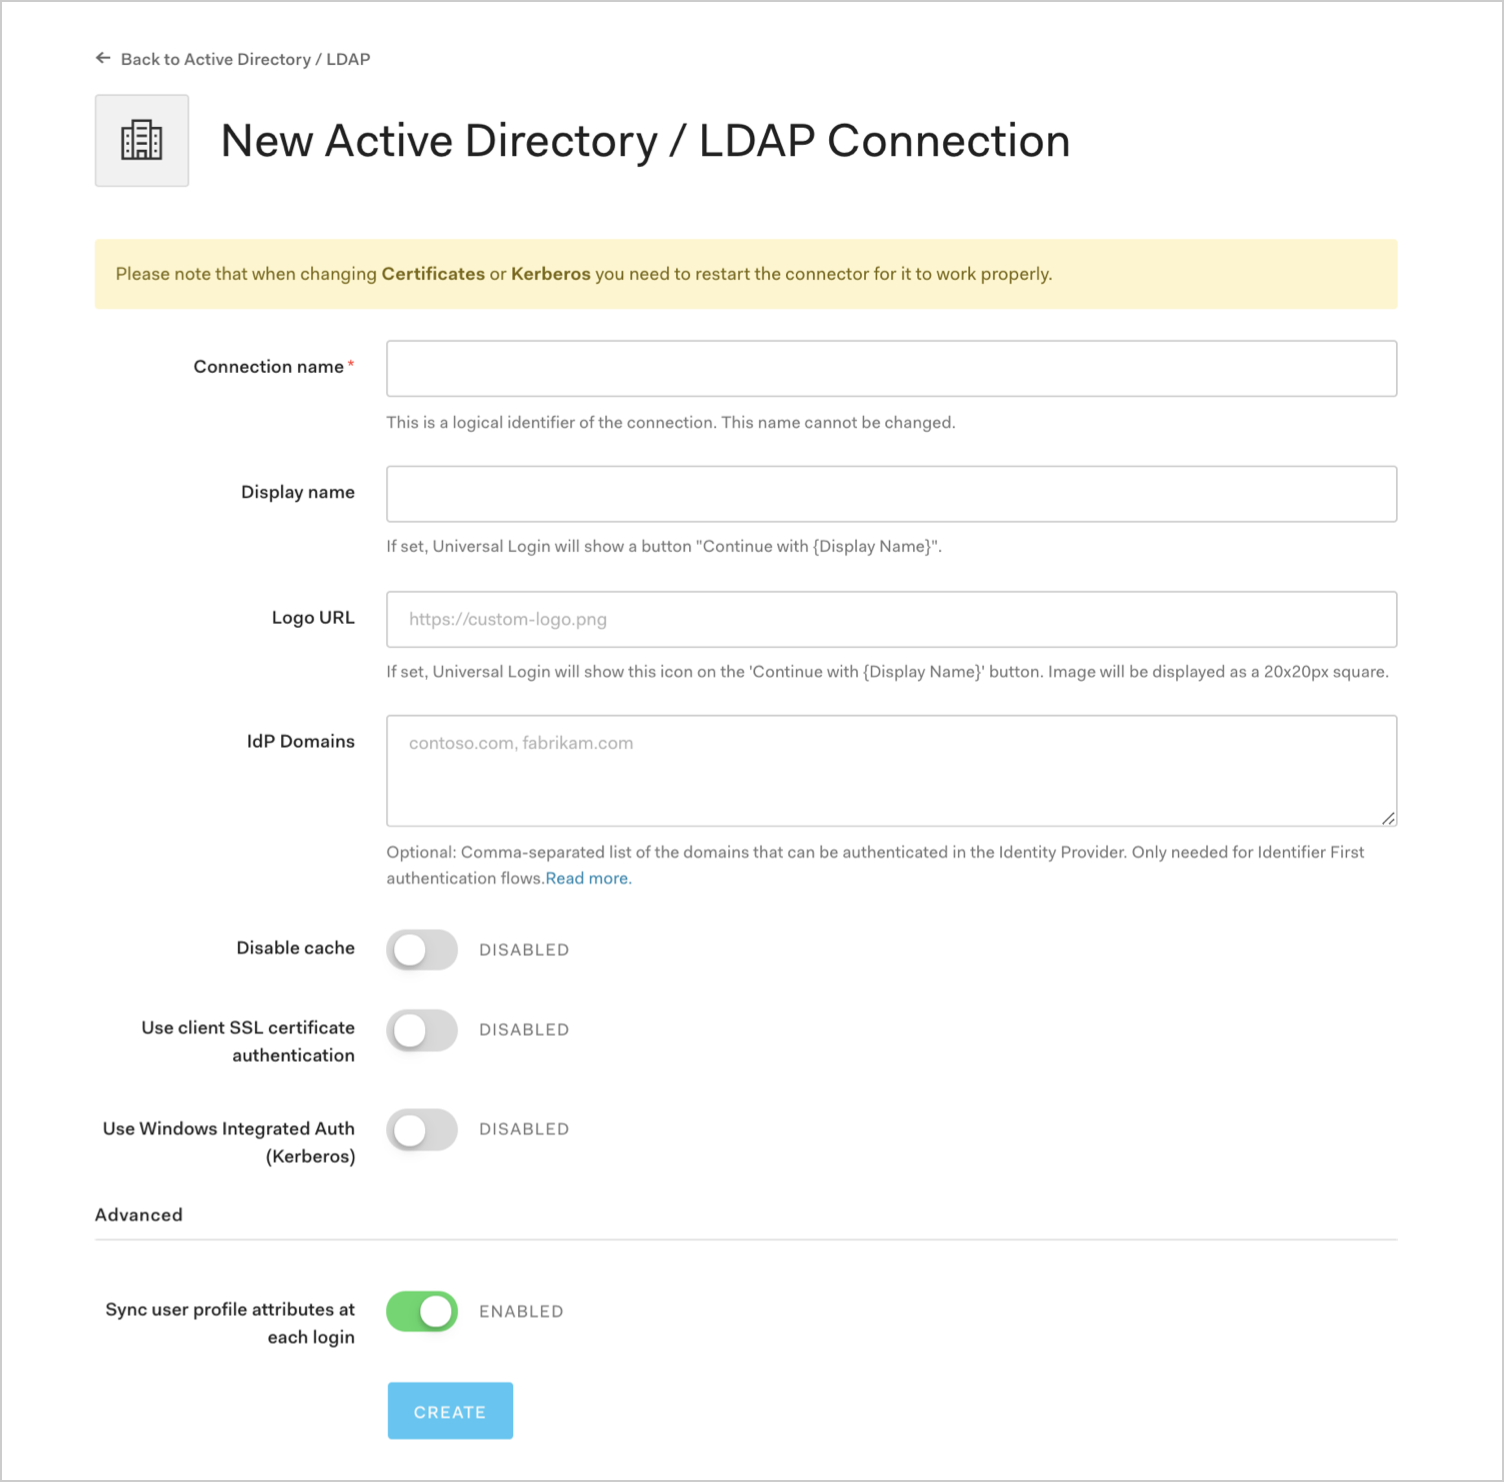 ← Back to Active Directory / LDAP
New Active Directory / LDAP Connection
Please note that when changing Certificates or Kerberos you need to restart the connector for it to work properly.
Connection name *
This is a logical identifier of the connection. This name cannot be changed.
Display name
If set, Universal Login will show a button "Continue with {Display Name}".
Logo URL
https://custom-logo.png
If set, Universal Login will show this icon on the 'Continue with {Display Name}' button. Image will be displayed as a 20x20px square.
IdP Domains
contoso.com, fabrikam.com
Optional: Comma-separated list of the domains that can be authenticated in the Identity Provider. Only needed for Identifier First
authentication flows.Read more.
Disable cache
DISABLED
Use client SSL certificate
authentication
DISABLED
Use Windows Integrated Auth
(Kerberos)
DISABLED
Advanced
Sync user profile attributes at
each login
ENABLED
CREATE